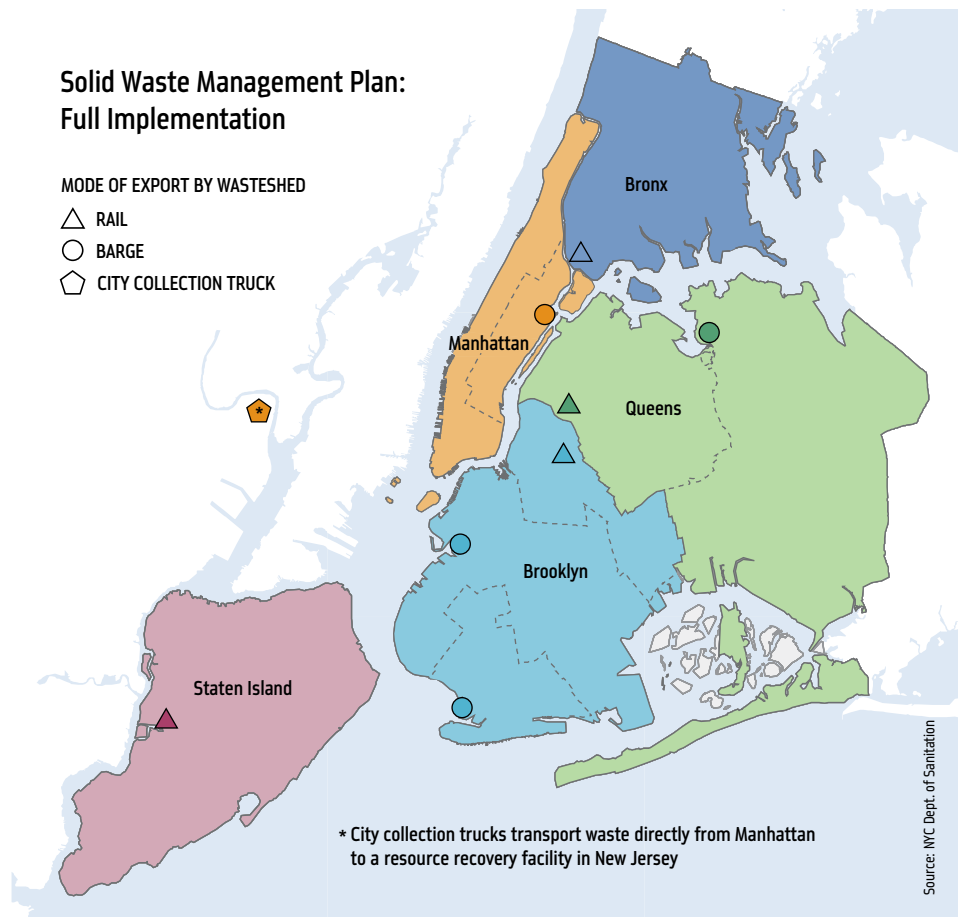 Solid Waste Management Plan:
Full Implementation
MODE OF EXPORT BY WASTESHED
RAIL
BARGE
CITY COLLECTION TRUCK
Bronx
Manhattan
*
Queens
Brooklyn
Staten Island
* City collection trucks transport waste directly from Manhattan
to a resource recovery facility in New Jersey
Source: NYC Dept. of Sanitation